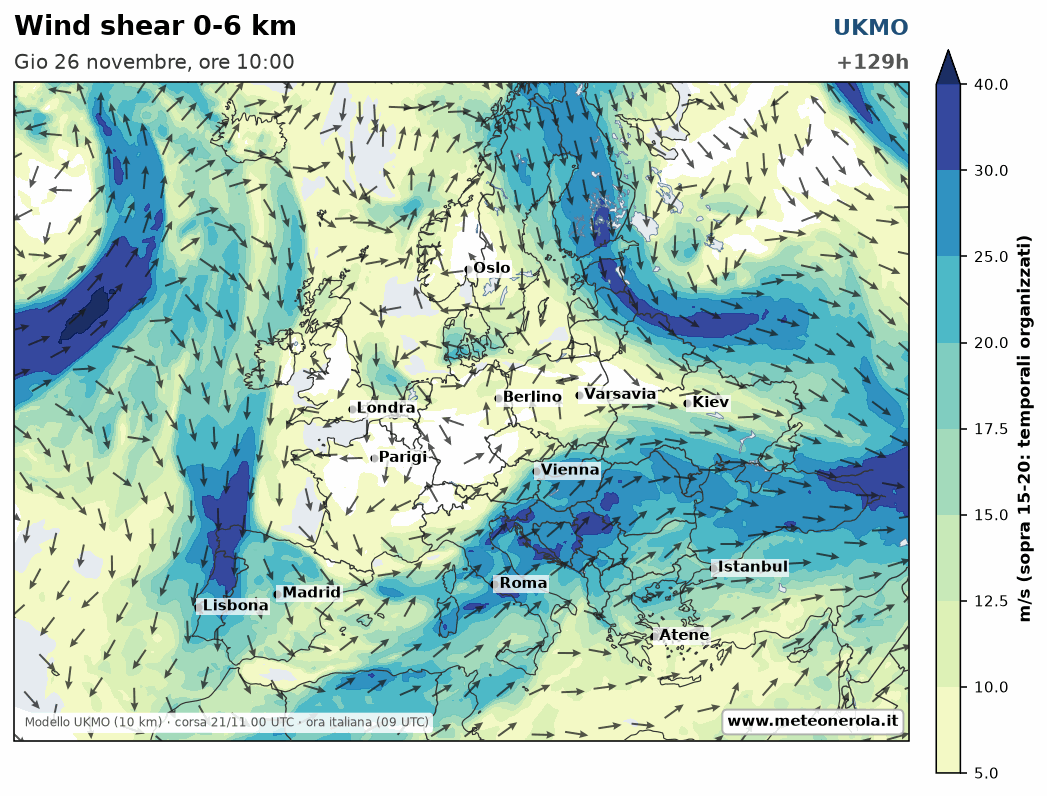 Wind shear 0-6 km
UKMO
Gio 26 novembre, ore 10:00
+129h
40.0
30.0
25.0
20.0
17.5
15.0
12.5
10.0
5.0
m/s (sopra 15-20: temporali organizzati)
Oslo
Berlino
Varsavia
Kiev
Londra
Parigi
Vienna
Istanbul
Roma
Madrid
Lisbona
Atene
Modello UKMO (10 km) · corsa 21/11 00 UTC · ora italiana (09 UTC)
www.meteonerola.it